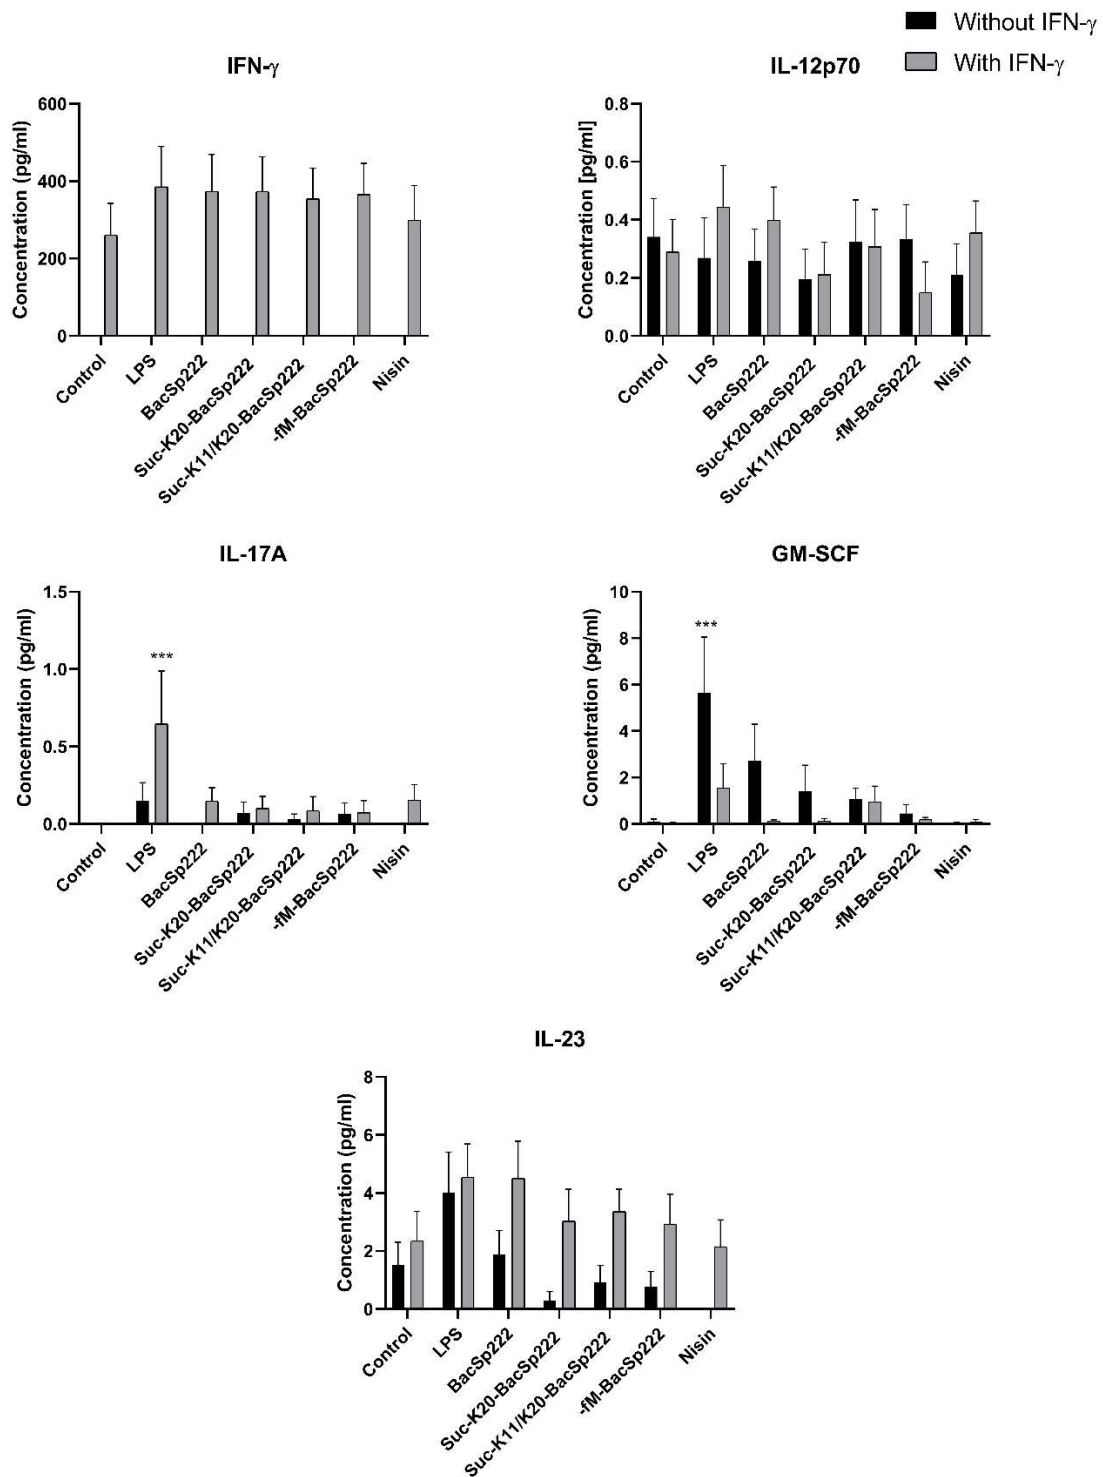 Without IFN-γ
With IFN-γ
IFN-γ
Concentration (pg/ml)
600
400
200
0
Control
LPS
BacSp222
Suc-K20-BacSp222
Suc-K11/K20-BacSp222
-fM-BacSp222
Nisin
IL-12p70
Concentration [pg/ml]
0.8
0.6
0.4
0.2
0.0
Control
LPS
BacSp222
Suc-K20-BacSp222
Suc-K11/K20-BacSp222
-fM-BacSp222
Nisin
IL-17A
Concentration (pg/ml)
1.5
1.0
0.5
0.0
***
Control
LPS
BacSp222
Suc-K20-BacSp222
Suc-K11/K20-BacSp222
-fM-BacSp222
Nisin
GM-SCF
Concentration (pg/ml)
10
8
6
4
2
0
***
Control
LPS
BacSp222
Suc-K20-BacSp222
Suc-K11/K20-BacSp222
-fM-BacSp222
Nisin
IL-23
Concentration (pg/ml)
8
6
4
2
0
Control
LPS
BacSp222
Suc-K20-BacSp222
Suc-K11/K20-BacSp222
-fM-BacSp222
Nisin